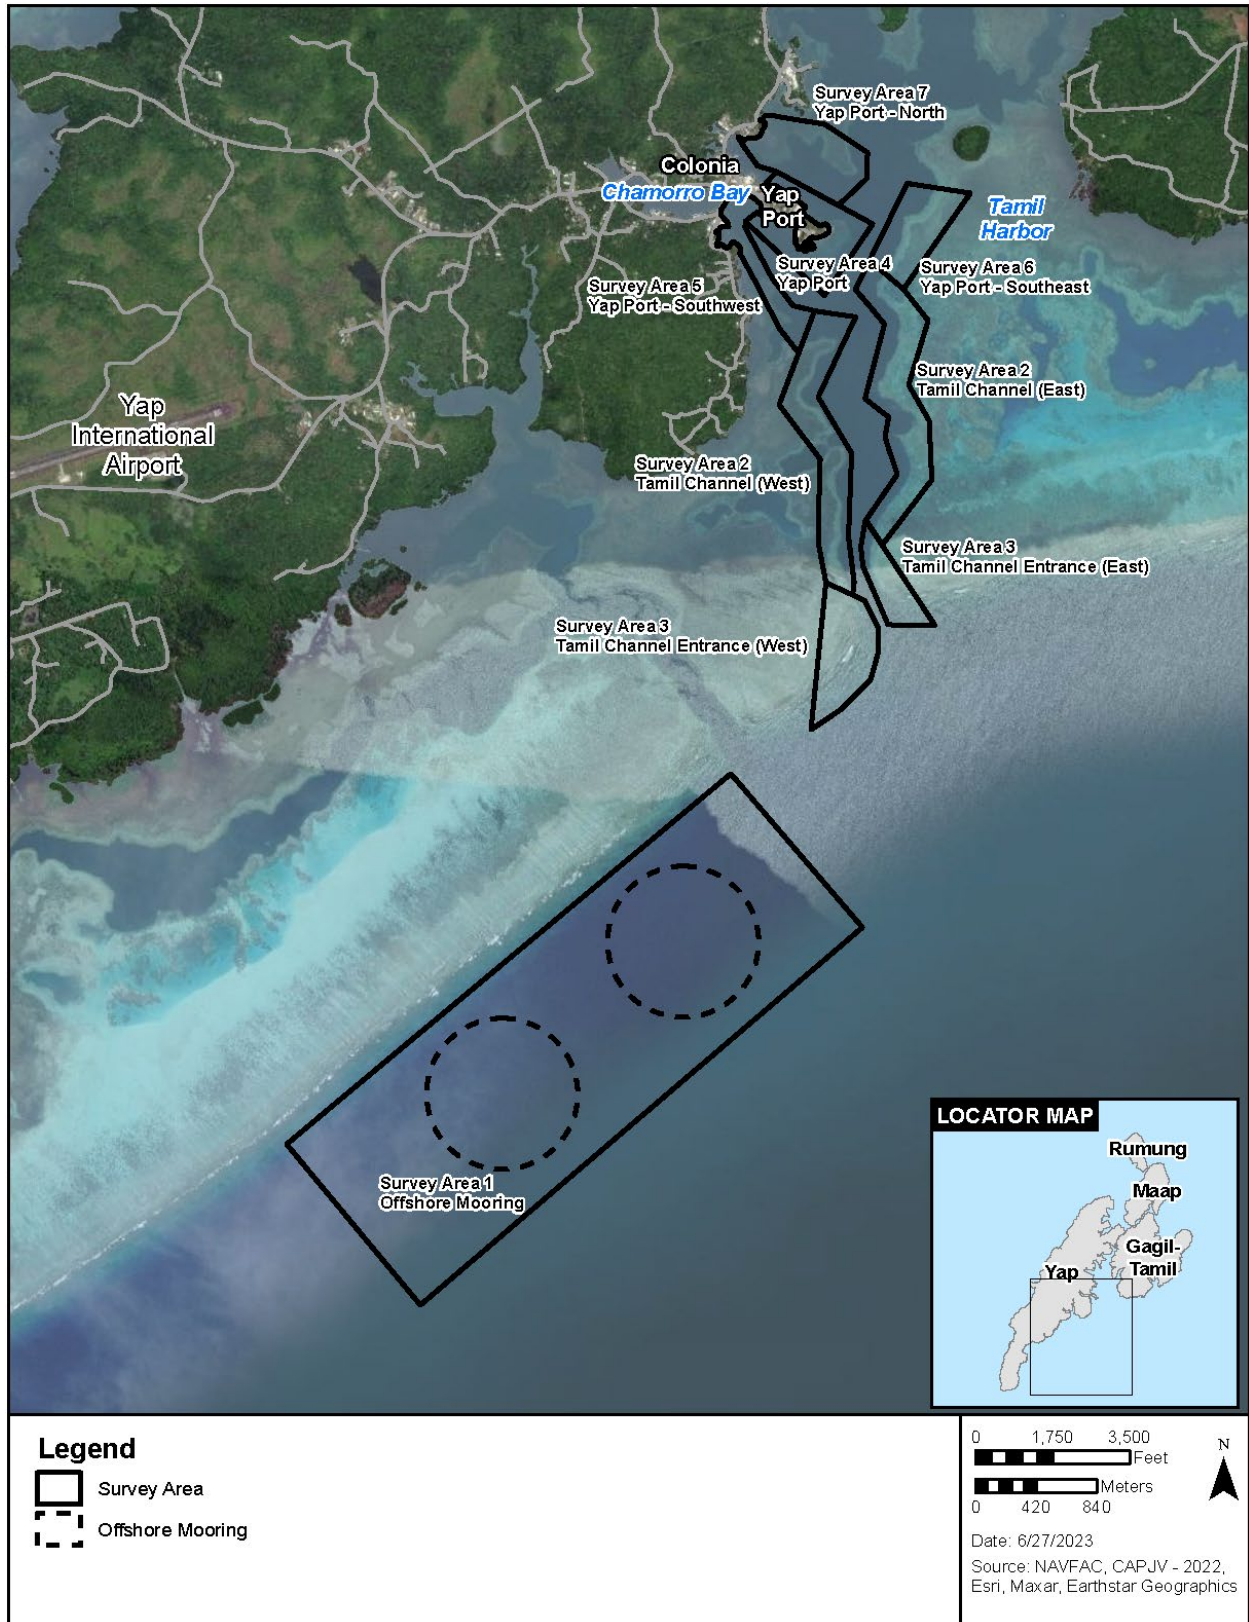 Survey Area 7
Yap Port - North
Colonia
Chamorro Bay
Yap
Port
Tamil
Harbor
Survey Area 4
Yap Port
Survey Area 6
Yap Port - Southeast
Survey Area 5
Yap Port - Southwest
Survey Area 2
Tamil Channel (East)
Yap
International
Airport
Survey Area 2
Tamil Channel (West)
Survey Area 3
Tamil Channel Entrance (East)
Survey Area 3
Tamil Channel Entrance (West)
Survey Area 1
Offshore Mooring
LOCATOR MAP
Rumung
Maap
Gagil-
Tamil
Yap
Legend
Survey Area
Offshore Mooring
0 1,750 3,500
Feet
Meters
0 420 840
N
Date: 6/27/2023
Source: NAVFAC, CAPJV - 2022,
Esri, Maxar, Earthstar Geographics